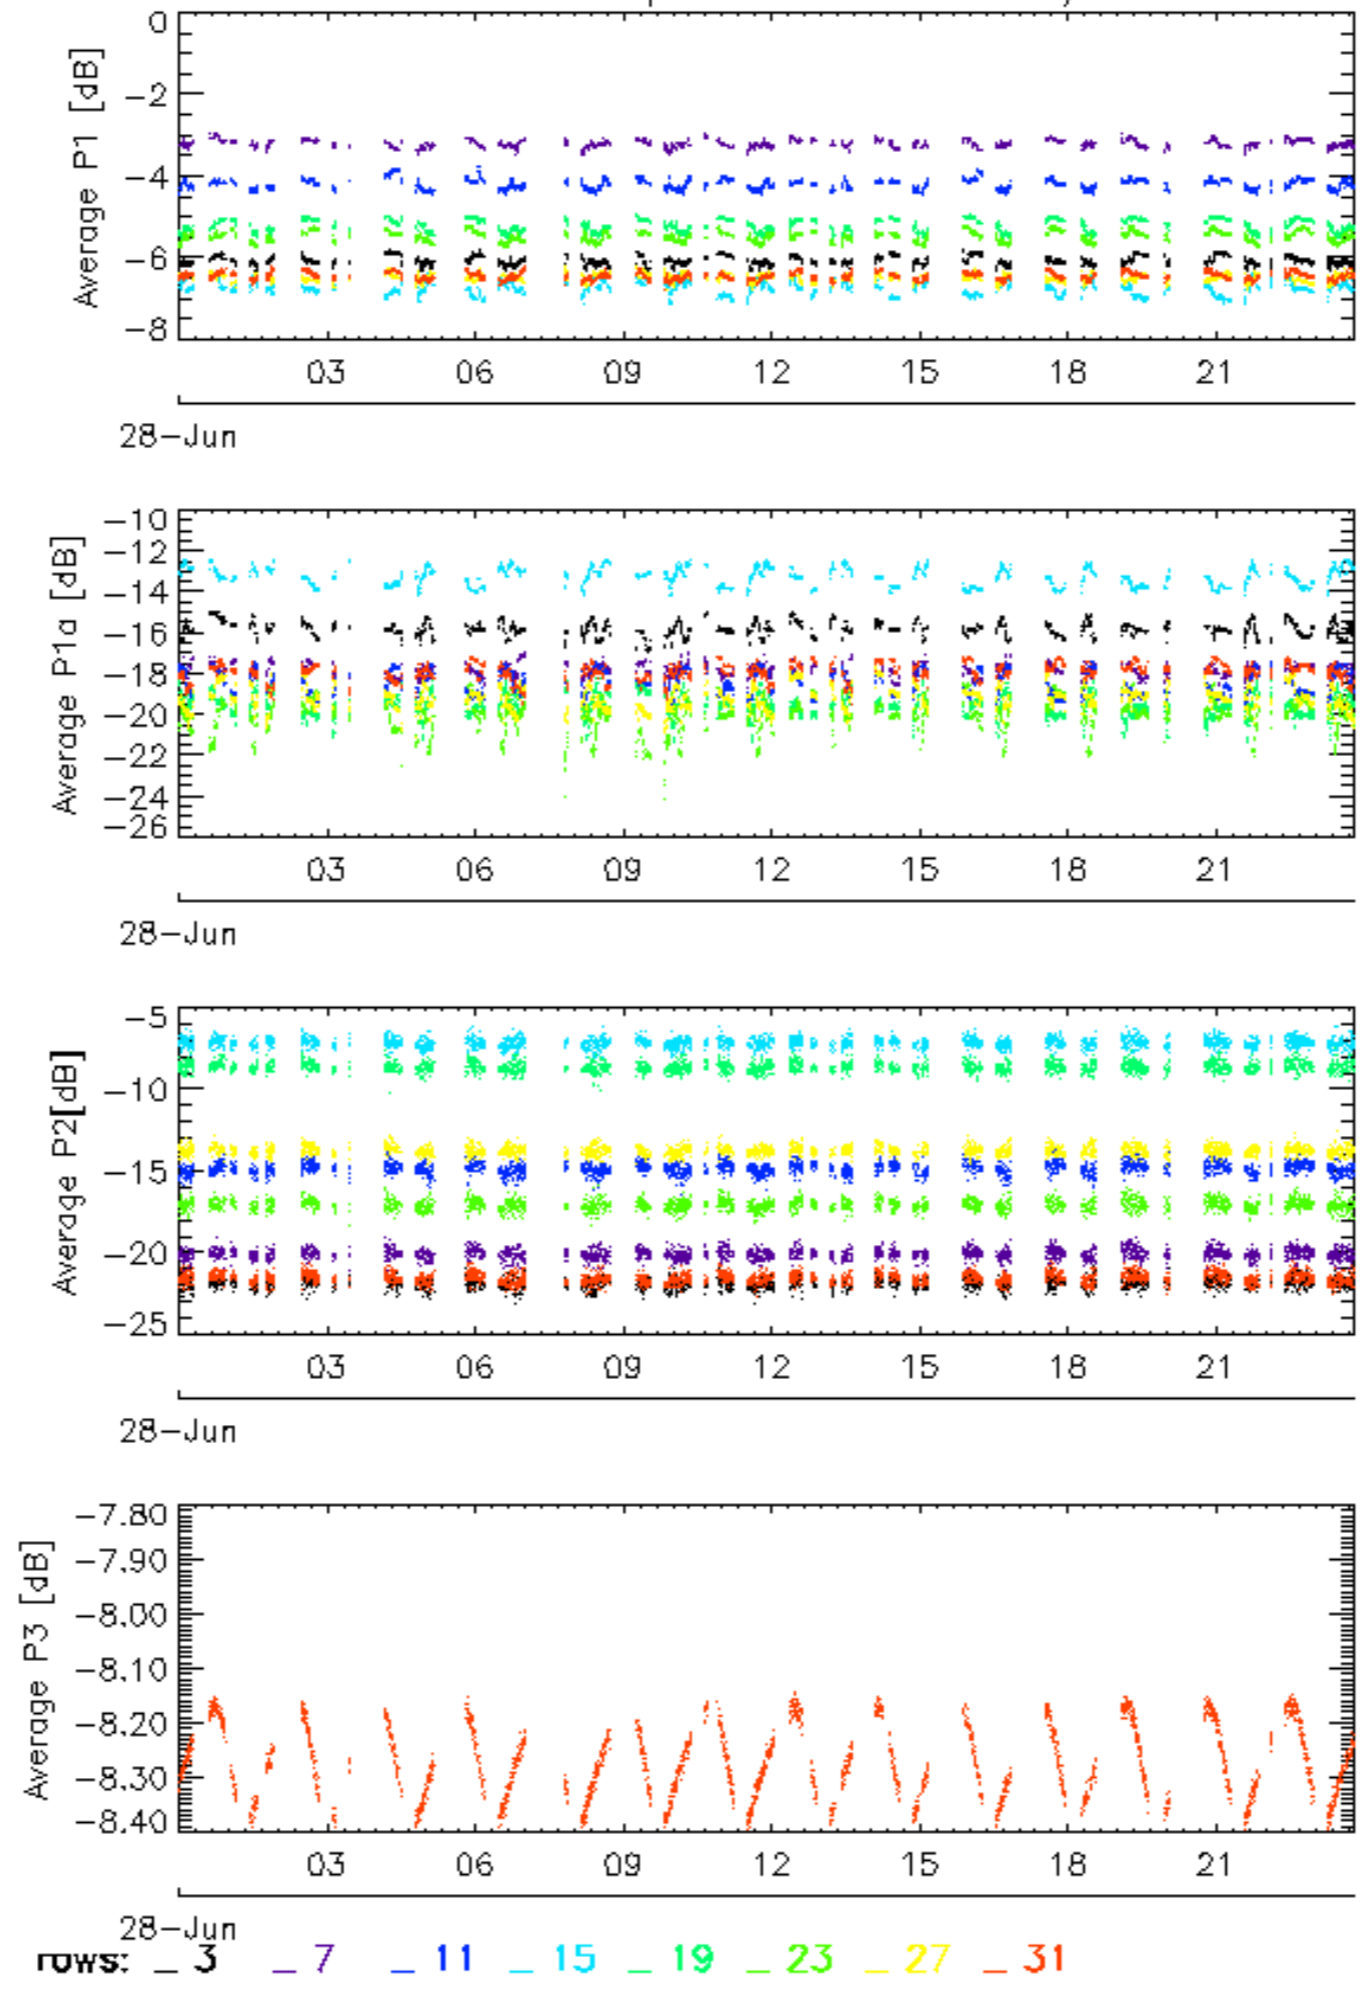 0
-2
-4
-6
-8
Average P1 [dB]
03 06 09 12 15 18 21
28-Jun
-10
-12
-14
-16
-18
-20
-22
-24
-26
Average P1a [dB]
03 06 09 12 15 18 21
28-Jun
-5
-10
-15
-20
-25
Average P2[dB]
03 06 09 12 15 18 21
28-Jun
-7.80
-7.90
-8.00
-8.10
-8.20
-8.30
-8.40
Average P3 [dB]
03 06 09 12 15 18 21
28-Jun
rows: _ 3 _ 7 _ 11 _ 15 _ 19 _ 23 _ 27 _ 31